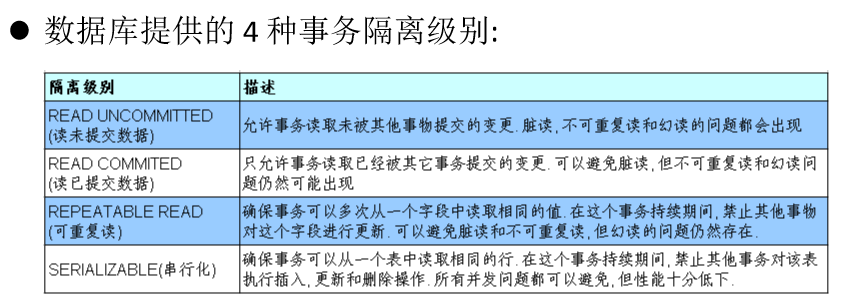 ● 数据库提供的 4 种事务隔离级别:
隔离级别 描述
READ UNCOMMITTED
(读未提交数据)
允许事务读取未被其他事物提交的变更.脏读,不可重复读和幻读的问题都会出现
READ COMMITED
(读已提交数据)
只允许事务读取已经被其它事务提交的变更.可以避免脏读,但不可重复读和幻读问
题仍然可能出现
REPEATABLE READ
(可重复读)
确保事务可以多次从一个字段中读取相同的值.在这个事务持续期间,禁止其他事物
对这个字段进行更新.可以避免脏读和不可重复读,但幻读的问题仍然存在.
SERIALIZABLE(串行化)
确保事务可以从一个表中读取相同的行.在这个事务持续期间,禁止其他事务对该表
执行插入,更新和删除操作.所有并发问题都可以避免,但性能十分低下.